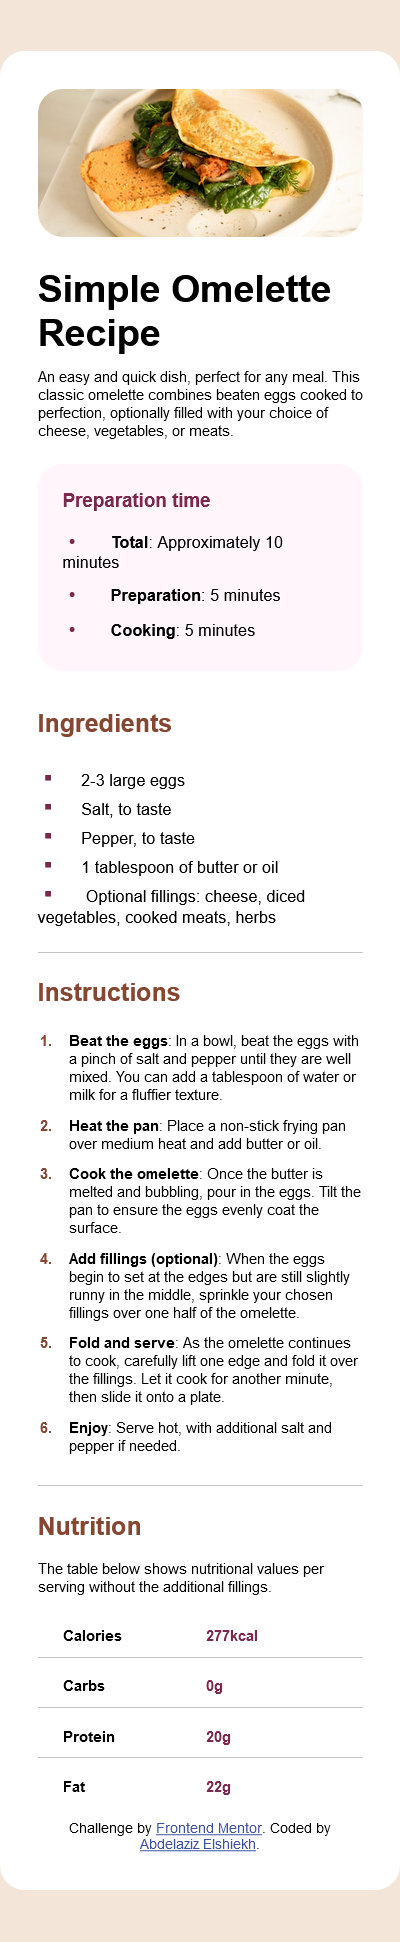 Simple Omelette
Recipe
An easy and quick dish, perfect for any meal. This
classic omelette combines beaten eggs cooked to
perfection, optionally filled with your choice of
cheese, vegetables, or meats.
Preparation time
• Total: Approximately 10
minutes
• Preparation: 5 minutes
• Cooking: 5 minutes
Ingredients
▪ 2-3 large eggs
▪ Salt, to taste
▪ Pepper, to taste
▪ 1 tablespoon of butter or oil
▪ Optional fillings: cheese, diced
vegetables, cooked meats, herbs
Instructions
1. Beat the eggs: In a bowl, beat the eggs with
a pinch of salt and pepper until they are well
mixed. You can add a tablespoon of water or
milk for a fluffier texture.
2. Heat the pan: Place a non-stick frying pan
over medium heat and add butter or oil.
3. Cook the omelette: Once the butter is
melted and bubbling, pour in the eggs. Tilt the
pan to ensure the eggs evenly coat the
surface.
4. Add fillings (optional): When the eggs
begin to set at the edges but are still slightly
runny in the middle, sprinkle your chosen
fillings over one half of the omelette.
5. Fold and serve: As the omelette continues
to cook, carefully lift one edge and fold it over
the fillings. Let it cook for another minute,
then slide it onto a plate.
6. Enjoy: Serve hot, with additional salt and
pepper if needed.
Nutrition
The table below shows nutritional values per
serving without the additional fillings.
Calories 277kcal
Carbs 0g
Protein 20g
Fat 22g
Challenge by Frontend Mentor. Coded by
Abdelaziz Elshiekh.